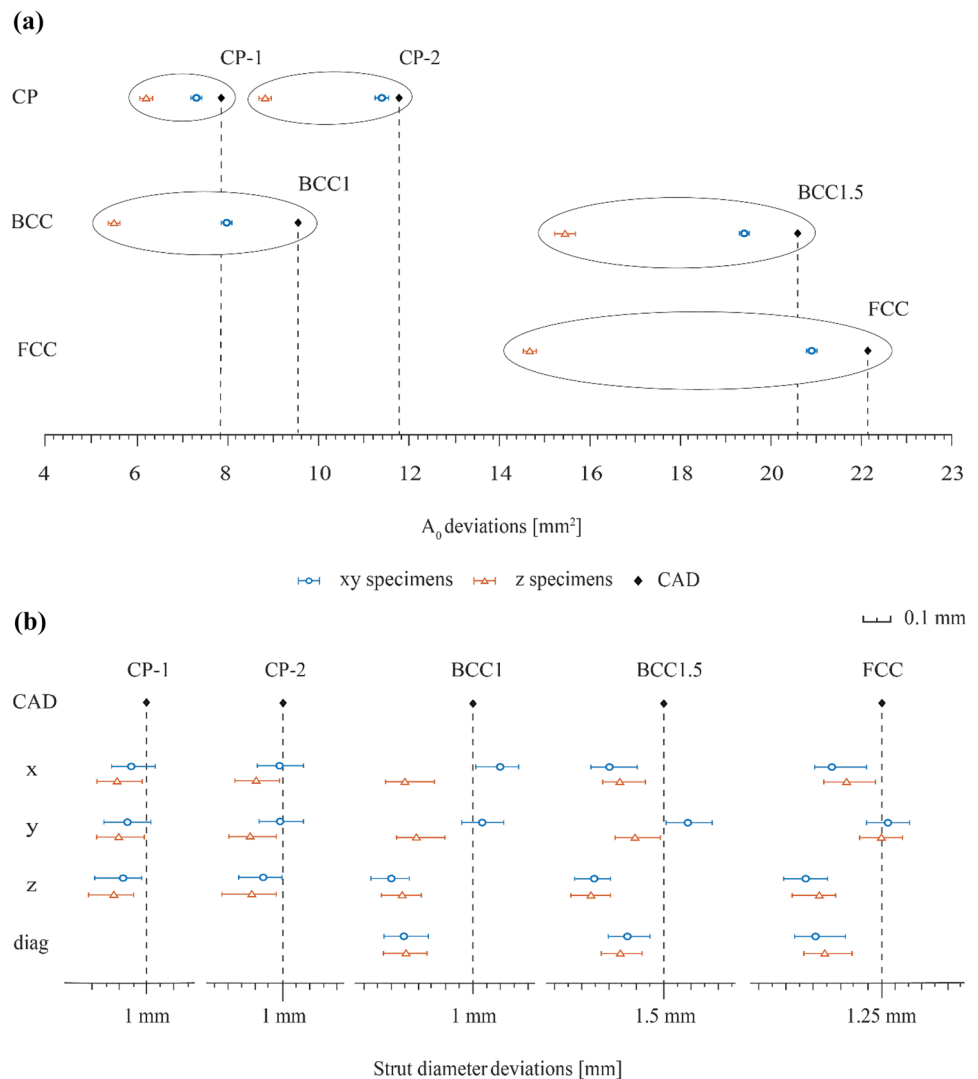 (a)
CP-1 CP-2
CP
BCC1 BCC1.5
BCC
FCC
FCC
4 6 8 10 12 14 16 18 20 22 23
A0 deviations [mm²]
xy specimens z specimens CAD
(b)
0.1 mm
CP-1 CP-2 BCC1 BCC1.5 FCC
CAD
x
y
z
diag
1 mm 1 mm 1 mm 1.5 mm 1.25 mm
Strut diameter deviations [mm]